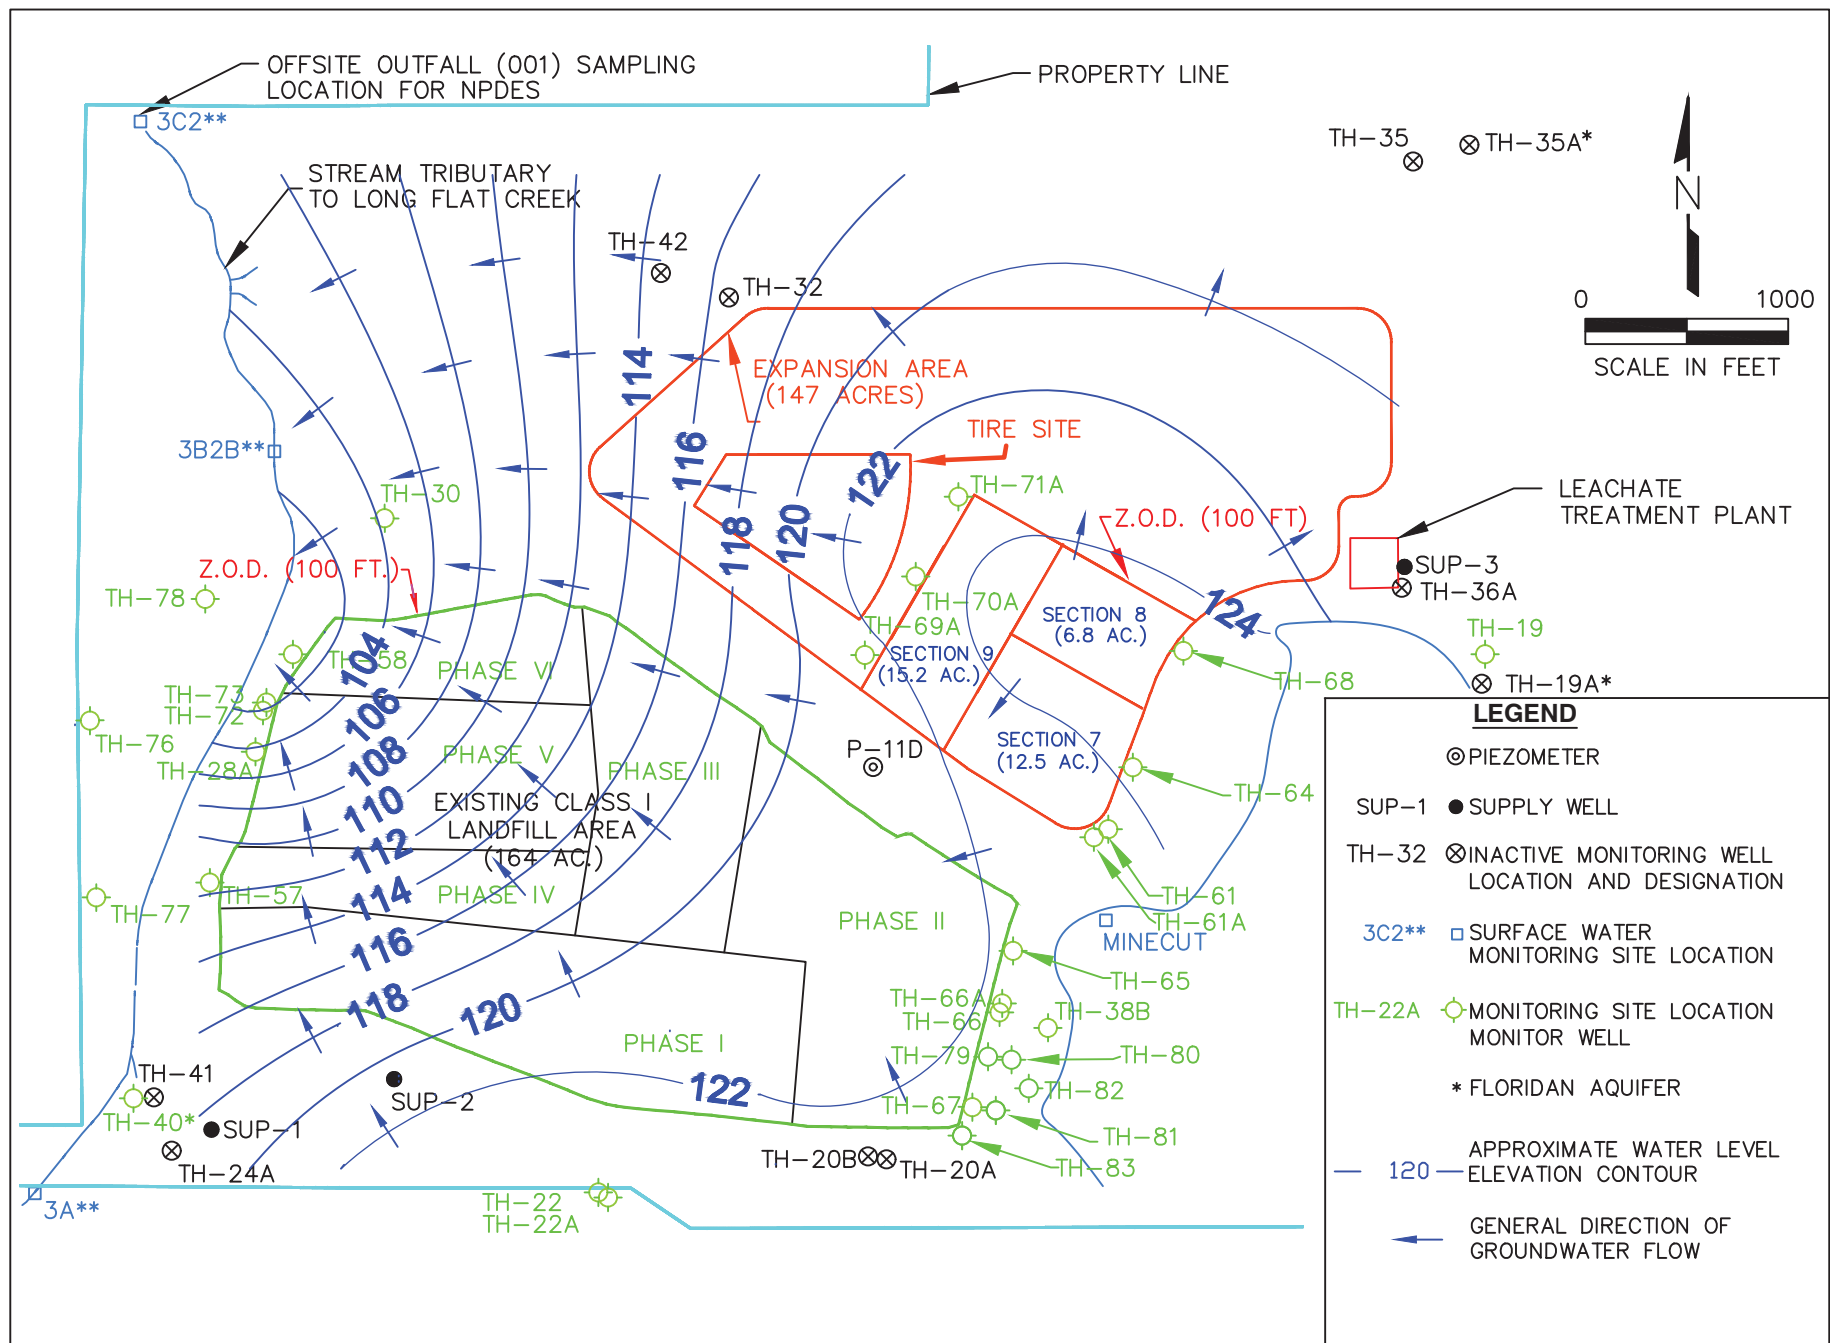 OFFSITE OUTFALL (001) SAMPLING
LOCATION FOR NPDES
PROPERTY LINE
3C2**
TH-35
TH-35A*
STREAM TRIBUTARY
TO LONG FLAT CREEK
N
TH-42
TH-32
0 1000
SCALE IN FEET
114
EXPANSION AREA
(147 ACRES)
TIRE SITE
3B2B**
116
122
TH-30
TH-71A
LEACHATE
TREATMENT PLANT
118
120
Z.O.D. (100 FT)
Z.O.D. (100 FT.)
SUP-3
TH-36A
TH-78
TH-70A
124
SECTION 8
(6.8 AC.)
TH-69A
TH-19
TH-58
104
PHASE VI
SECTION 9
(15.2 AC.)
TH-68
TH-19A*
TH-73
TH-72
106
TH-76
TH-28A
108
PHASE V
PHASE III
P-11D
SECTION 7
(12.5 AC.)
TH-64
110
EXISTING CLASS I
LANDFILL AREA
(164 AC.)
112
TH-57
TH-77
114
PHASE IV
PHASE II
TH-61
TH-61A
MINECUT
116
TH-65
118
120
TH-66A
TH-66
TH-38B
PHASE I
TH-79
TH-80
TH-41
TH-82
SUP-2
122
TH-67
TH-40*
SUP-1
TH-81
TH-24A
TH-20B
TH-20A
TH-83
3A**
TH-22
TH-22A
LEGEND
PIEZOMETER
SUP-1 SUPPLY WELL
TH-32 INACTIVE MONITORING WELL
LOCATION AND DESIGNATION
3C2** SURFACE WATER
MONITORING SITE LOCATION
TH-22A MONITORING SITE LOCATION
MONITOR WELL
* FLORIDAN AQUIFER
120 APPROXIMATE WATER LEVEL
ELEVATION CONTOUR
GENERAL DIRECTION OF
GROUNDWATER FLOW